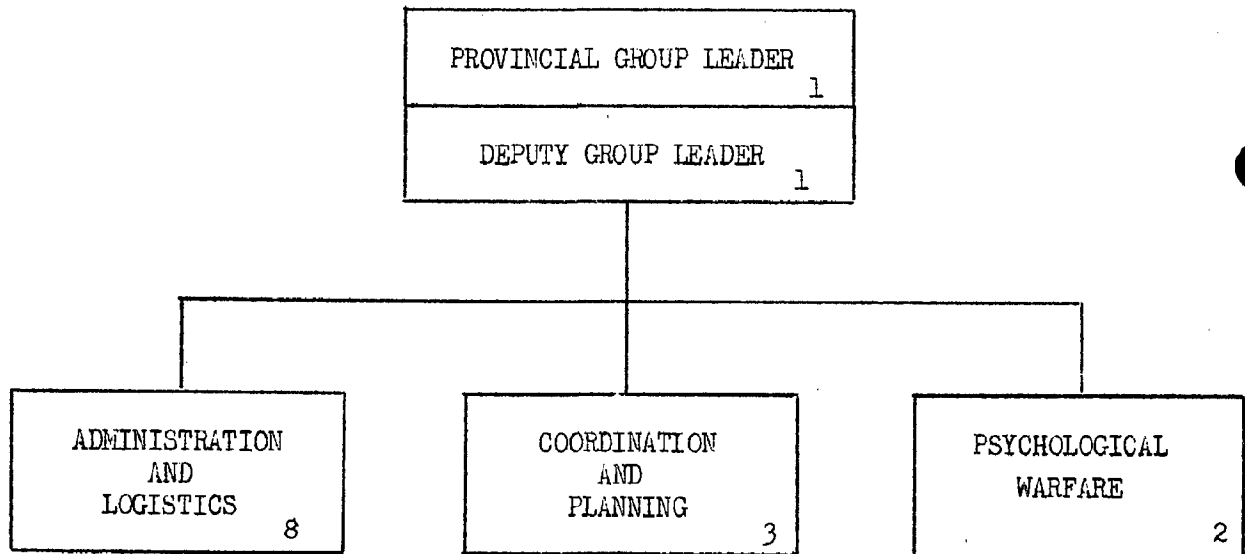 PROVINCIAL GROUP LEADER
1
DEPUTY GROUP LEADER
1
ADMINISTRATION
AND
LOGISTICS
8
COORDINATION
AND
PLANNING
3
PSYCHOLOGICAL
WARFARE
2